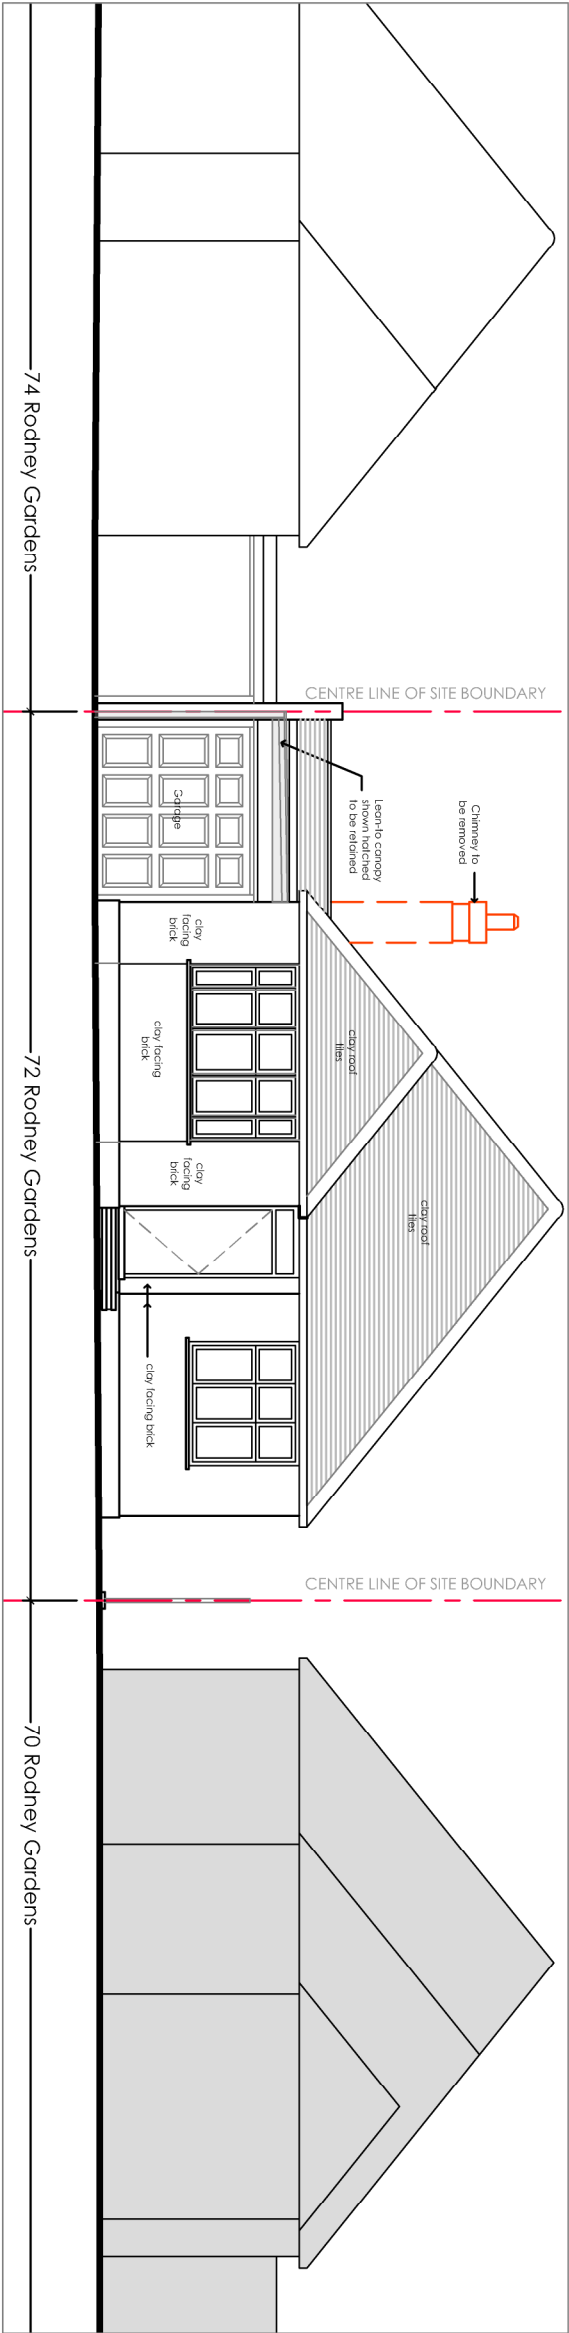 CENTRE LINE OF SITE BOUNDARY
CENTRE LINE OF SITE BOUNDARY
Chimney to
be removed
Lean-to canopy
shown hatched
to be retained
clay roof
tiles
clay roof
tiles
Garage
clay
facing
brick
clay facing
brick
clay
facing
brick
clay facing brick
74 Rodney Gardens
72 Rodney Gardens
70 Rodney Gardens